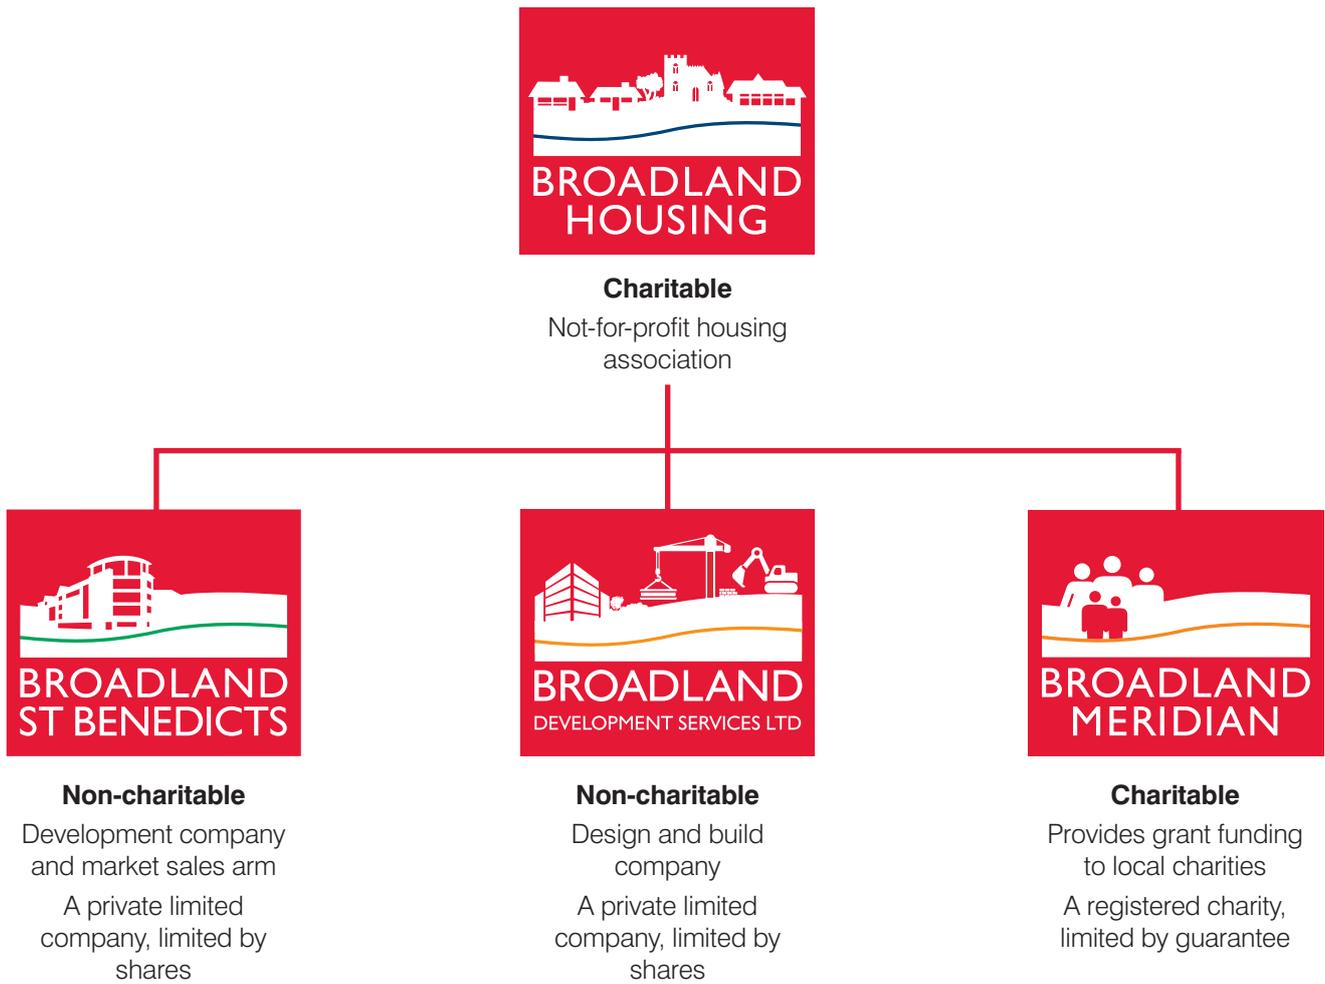 BROADLAND
HOUSING
Charitable
Not-for-profit housing
association
BROADLAND
ST BENEDICTS
Non-charitable
Development company
and market sales arm
A private limited
company, limited by
shares
BROADLAND
DEVELOPMENT SERVICES LTD
Non-charitable
Design and build
company
A private limited
company, limited by
shares
BROADLAND
MERIDIAN
Charitable
Provides grant funding
to local charities
A registered charity,
limited by guarantee